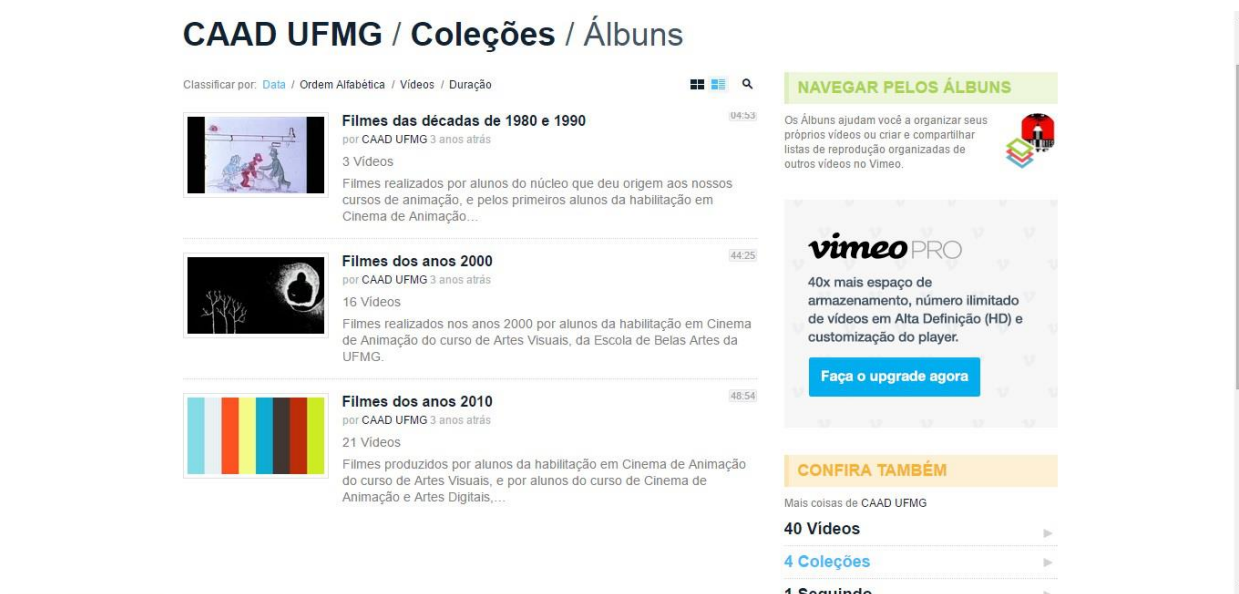 CAAD UFMG / Coleções / Álbuns
Classificar por: Data / Ordem Alfabética / Vídeos / Duração
Filmes das décadas de 1980 e 1990
04:53
por CAAD UFMG 3 anos atrás
3 Vídeos
Filmes realizados por alunos do núcleo que deu origem aos nossos
cursos de animação, e pelos primeiros alunos da habilitação em
Cinema de Animação…
Filmes dos anos 2000
44:25
por CAAD UFMG 3 anos atrás
16 Vídeos
Filmes realizados nos anos 2000 por alunos da habilitação em Cinema
de Animação do curso de Artes Visuais, da Escola de Belas Artes da
UFMG.
Filmes dos anos 2010
48:54
por CAAD UFMG 3 anos atrás
21 Vídeos
Filmes produzidos por alunos da habilitação em Cinema de Animação
do curso de Artes Visuais, e por alunos do curso de Cinema de
Animação e Artes Digitais,…
NAVEGAR PELOS ÁLBUNS
Os Álbuns ajudam você a organizar seus
próprios vídeos ou criar e compartilhar
listas de reprodução organizadas de
outros vídeos no Vimeo.
vimeo PRO
40x mais espaço de
armazenamento, número ilimitado
de vídeos em Alta Definição (HD) e
customização do player.
Faça o upgrade agora
CONFIRA TAMBÉM
Mais coisas de CAAD UFMG
40 Vídeos
4 Coleções
1 Seguindo